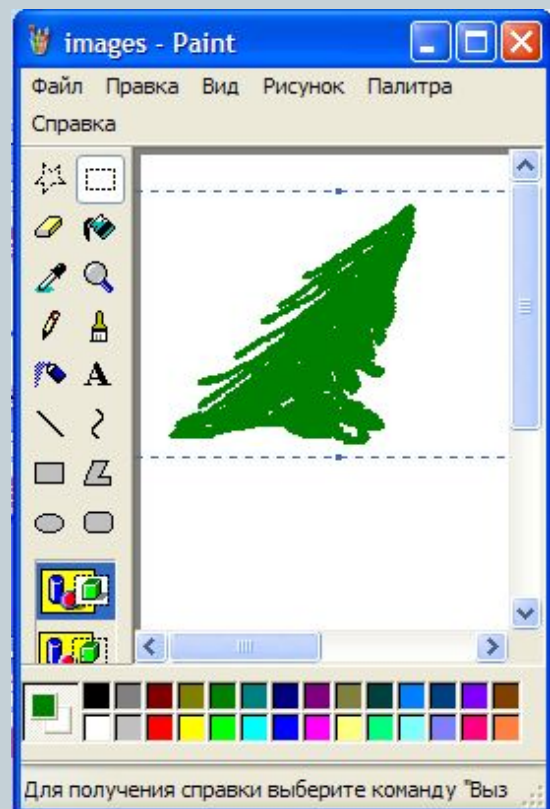 images - Paint
Файл Правка Вид Рисунок Палитра
Справка
A
Для получения справки выберите команду "Выз